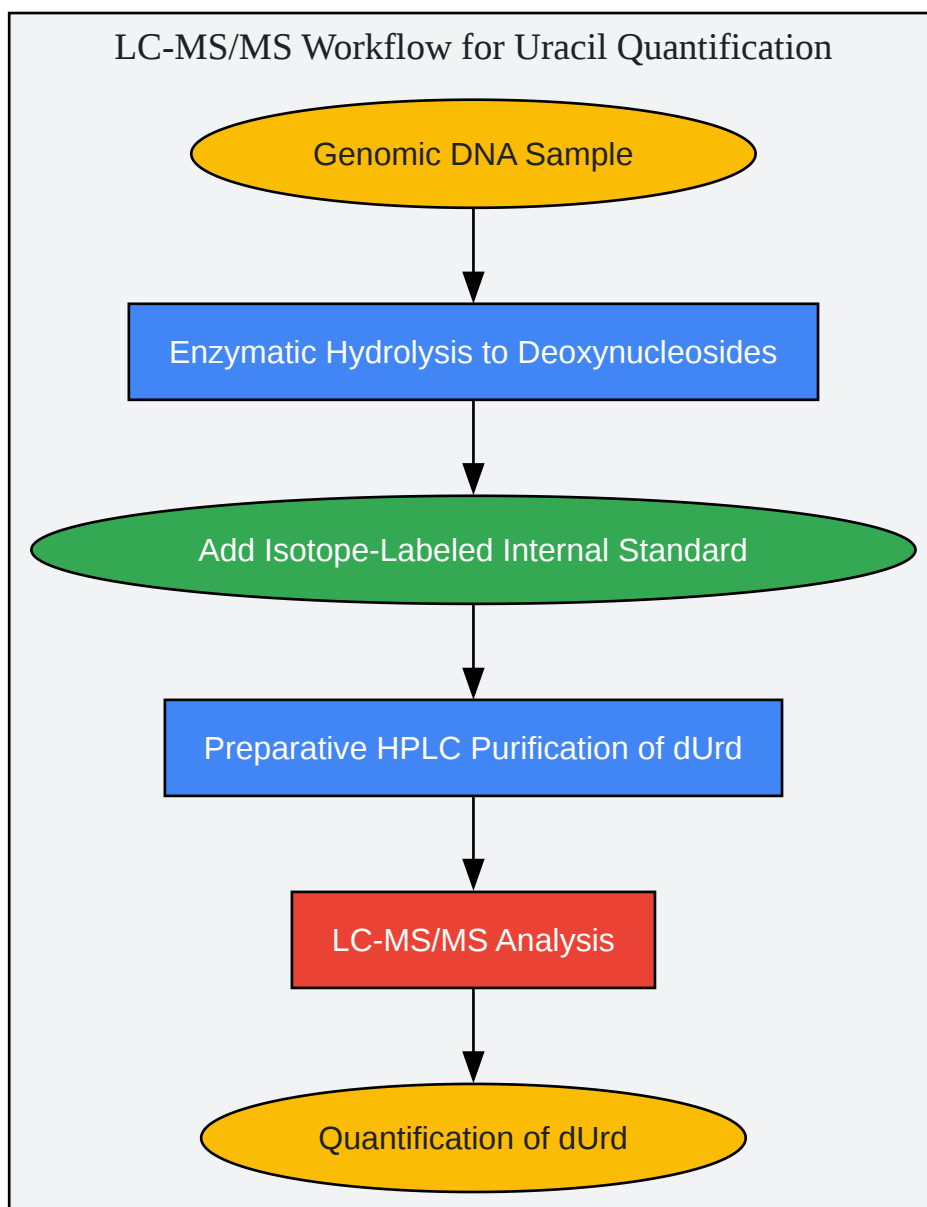 LC-MS/MS Workflow for Uracil Quantification
Genomic DNA Sample
Enzymatic Hydrolysis to Deoxynucleosides
Add Isotope-Labeled Internal Standard
Preparative HPLC Purification of dUrd
LC-MS/MS Analysis
Quantification of dUrd